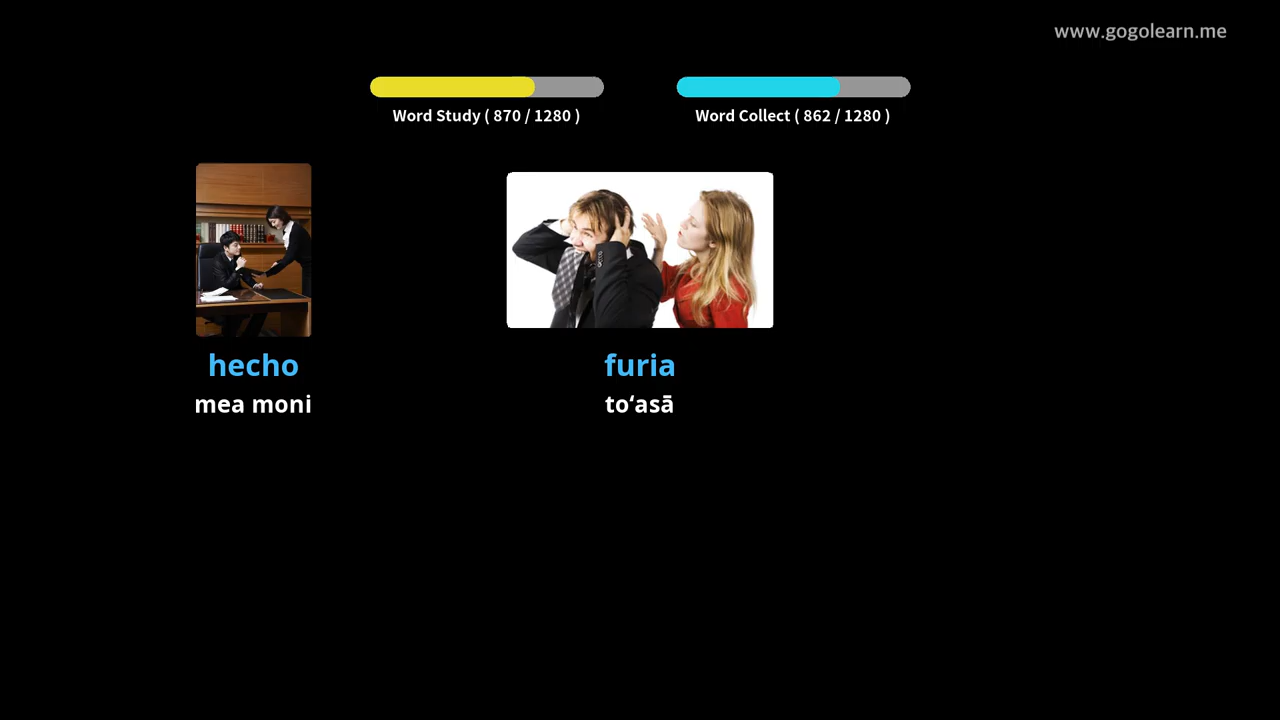 www.gogolearn.me
Word Study ( 870 / 1280 )
Word Collect ( 862 / 1280 )
hecho
mea moni
furia
toʻasā